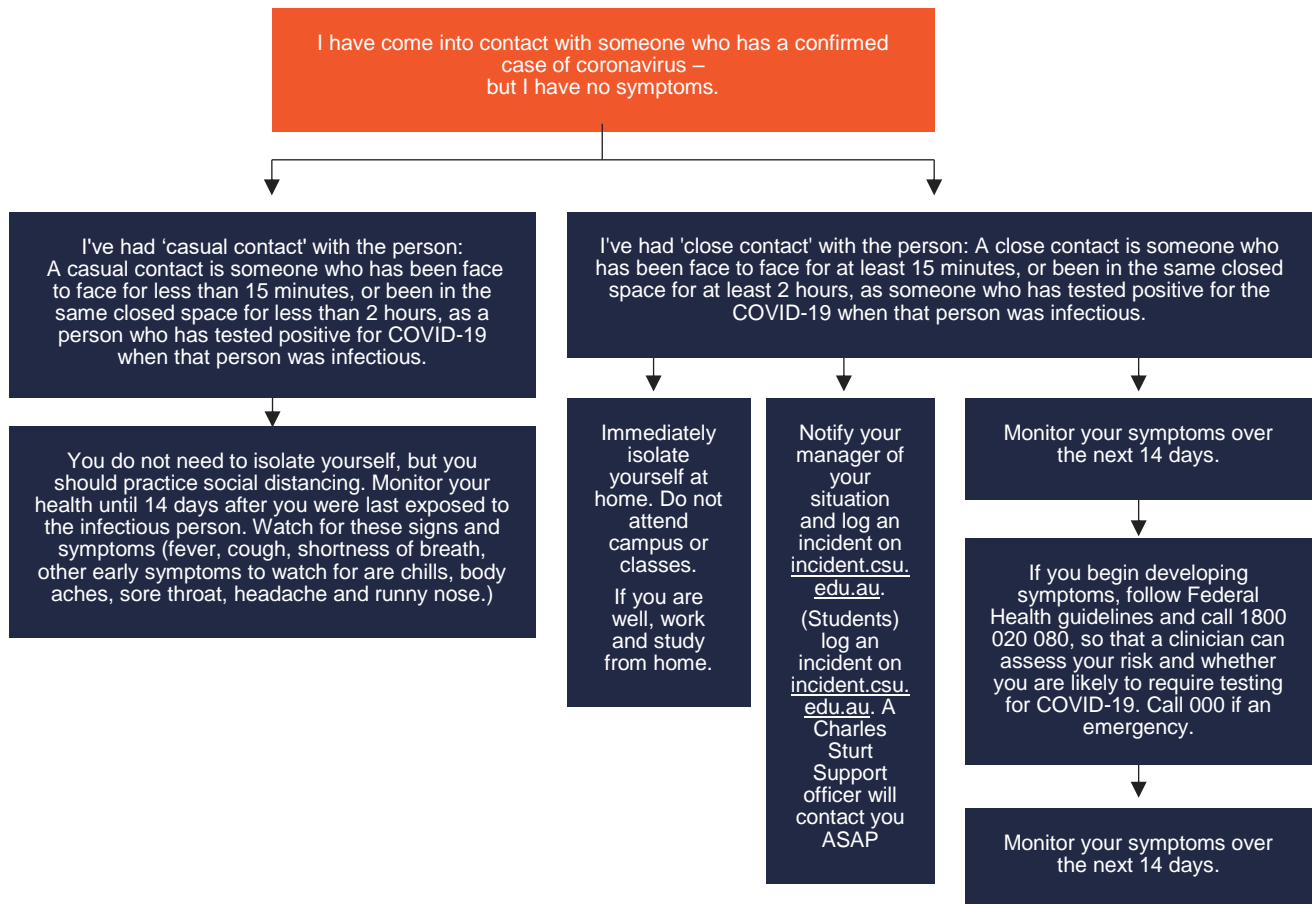 I have come into contact with someone who has a confirmed
case of coronavirus –
but I have no symptoms.
I've had ‘casual contact' with the person:
A casual contact is someone who has been face
to face for less than 15 minutes, or been in the
same closed space for less than 2 hours, as a
person who has tested positive for COVID-19
when that person was infectious.
You do not need to isolate yourself, but you
should practice social distancing. Monitor your
health until 14 days after you were last exposed to
the infectious person. Watch for these signs and
symptoms (fever, cough, shortness of breath,
other early symptoms to watch for are chills, body
aches, sore throat, headache and runny nose.)
I've had 'close contact' with the person: A close contact is someone who
has been face to face for at least 15 minutes, or been in the same closed
space for at least 2 hours, as someone who has tested positive for the
COVID-19 when that person was infectious.
Immediately
isolate
yourself at
home. Do not
attend
campus or
classes.
If you are
well, work
and study
from home.
Notify your
manager of
your
situation
and log an
incident on
incident.csu.
edu.au.
(Students)
log an
incident on
incident.csu.
edu.au. A
Charles
Sturt
Support
officer will
contact you
ASAP
Monitor your symptoms over
the next 14 days.
If you begin developing
symptoms, follow Federal
Health guidelines and call 1800
020 080, so that a clinician can
assess your risk and whether
you are likely to require testing
for COVID-19. Call 000 if an
emergency.
Monitor your symptoms over
the next 14 days.